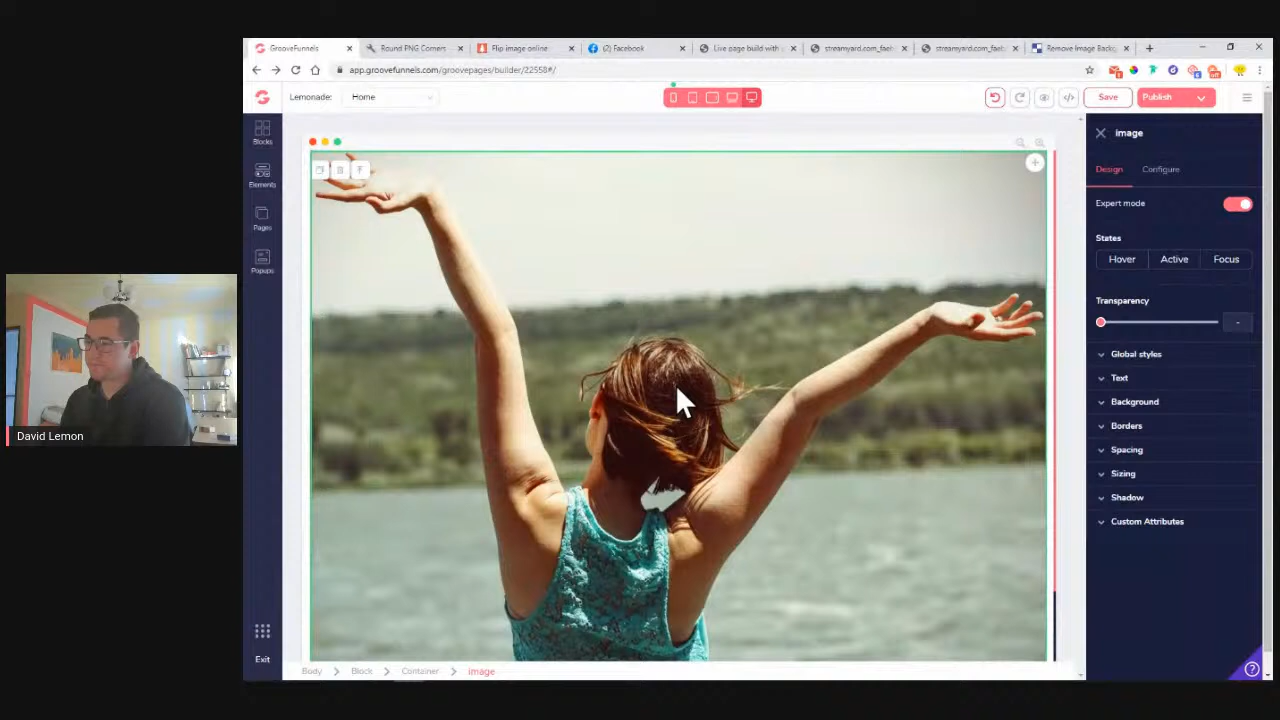 GrooveFunnels
Round PNG Corners
Flip image online
(2) Facebook
Live page build with
streamyard.com_faeb
streamyard.com_faeb
Remove Image Backg
app.groovefunnels.com/groovepages/builder/22558#/
Lemonade:
Home
Save
Publish
Blocks
Elements
Pages
Popups
Exit
image
Design
Configure
Expert mode
States
Hover
Active
Focus
Transparency
-
Global styles
Text
Background
Borders
Spacing
Sizing
Shadow
Custom Attributes
Body
Block
Container
image
David Lemon